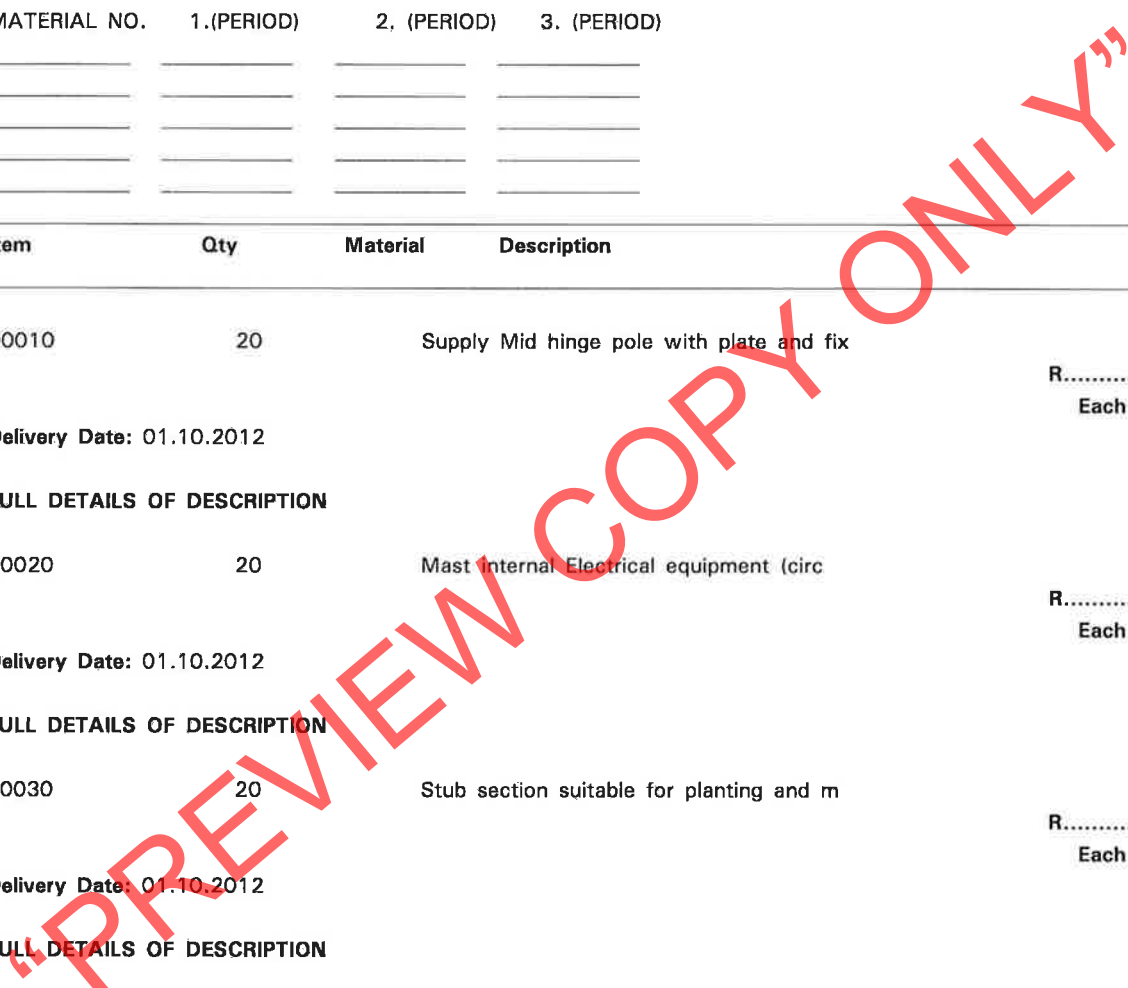 MATERIAL NO. 1.(PERIOD) 2. (PERIOD) 3. (PERIOD)
tem Qty Material Description
0010 20 Supply Mid hinge pole with plate and fix
R..........
Each
elivery Date: 01.10.2012
ULL DETAILS OF DESCRIPTION
0020 20 Mast internal Electrical equipment (circ
R..........
Each
elivery Date: 01.10.2012
ULL DETAILS OF DESCRIPTION
0030 20 Stub section suitable for planting and m
R..........
Each
elivery Date: 01.10.2012
ULL DETAILS OF DESCRIPTION
“PREVIEW COPY ONLY”